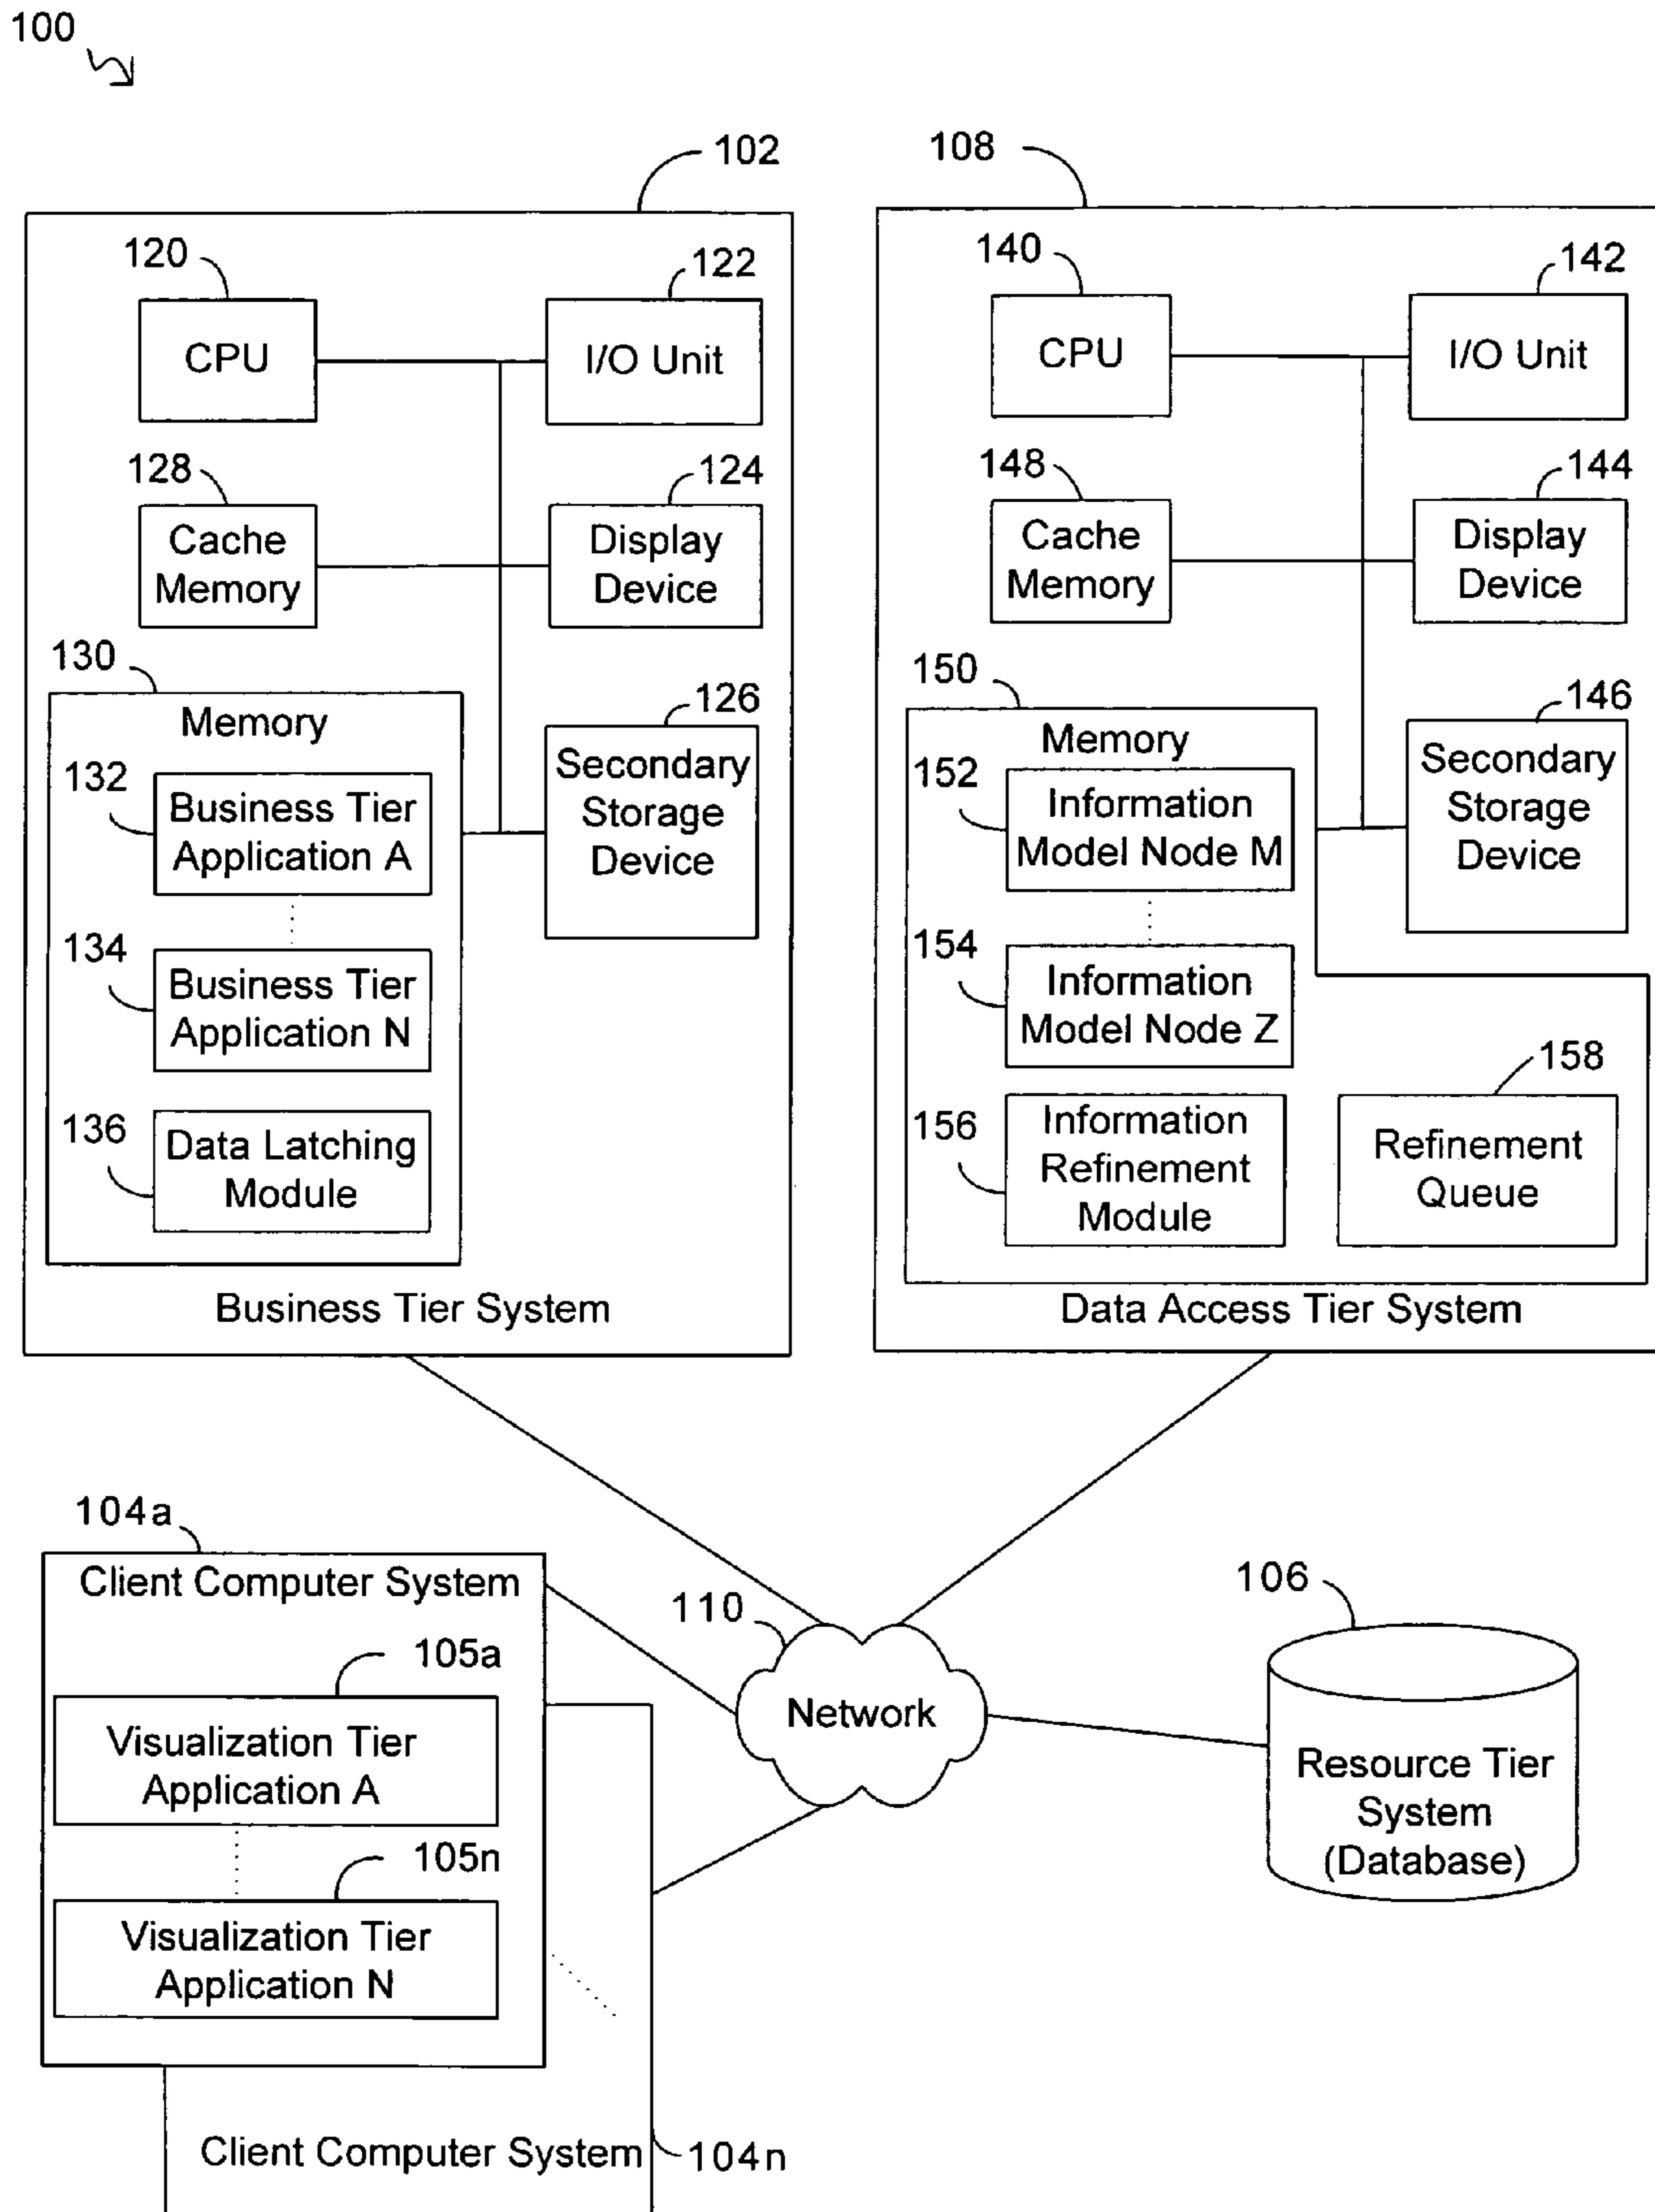 100
102
108
120
122
CPU
I/O Unit
128
124
Cache
Memory
Display
Device
130
Memory
126
Secondary
Storage
Device
132
Business Tier
Application A
134
Business Tier
Application N
136
Data Latching
Module
Business Tier System
140
142
CPU
I/O Unit
148
144
Cache
Memory
Display
Device
150
Memory
146
Secondary
Storage
Device
152
Information
Model Node M
154
Information
Model Node Z
156
Information
Refinement
Module
158
Refinement
Queue
Data Access Tier System
104a
Client Computer System
105a
Visualization Tier
Application A
105n
Visualization Tier
Application N
Client Computer System
104n
110
Network
106
Resource Tier
System
(Database)